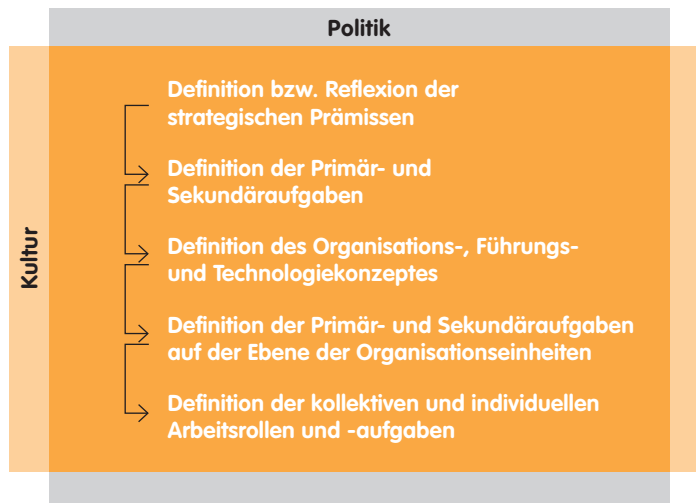 Politik
Kultur
Definition bzw. Reflexion der
strategischen Prämissen
Definition der Primär- und
Sekundäraufgaben
Definition des Organisations-, Führungs-
und Technologiekonzeptes
Definition der Primär- und Sekundäraufgaben
auf der Ebene der Organisationseinheiten
Definition der kollektiven und individuellen
Arbeitsrollen und -aufgaben